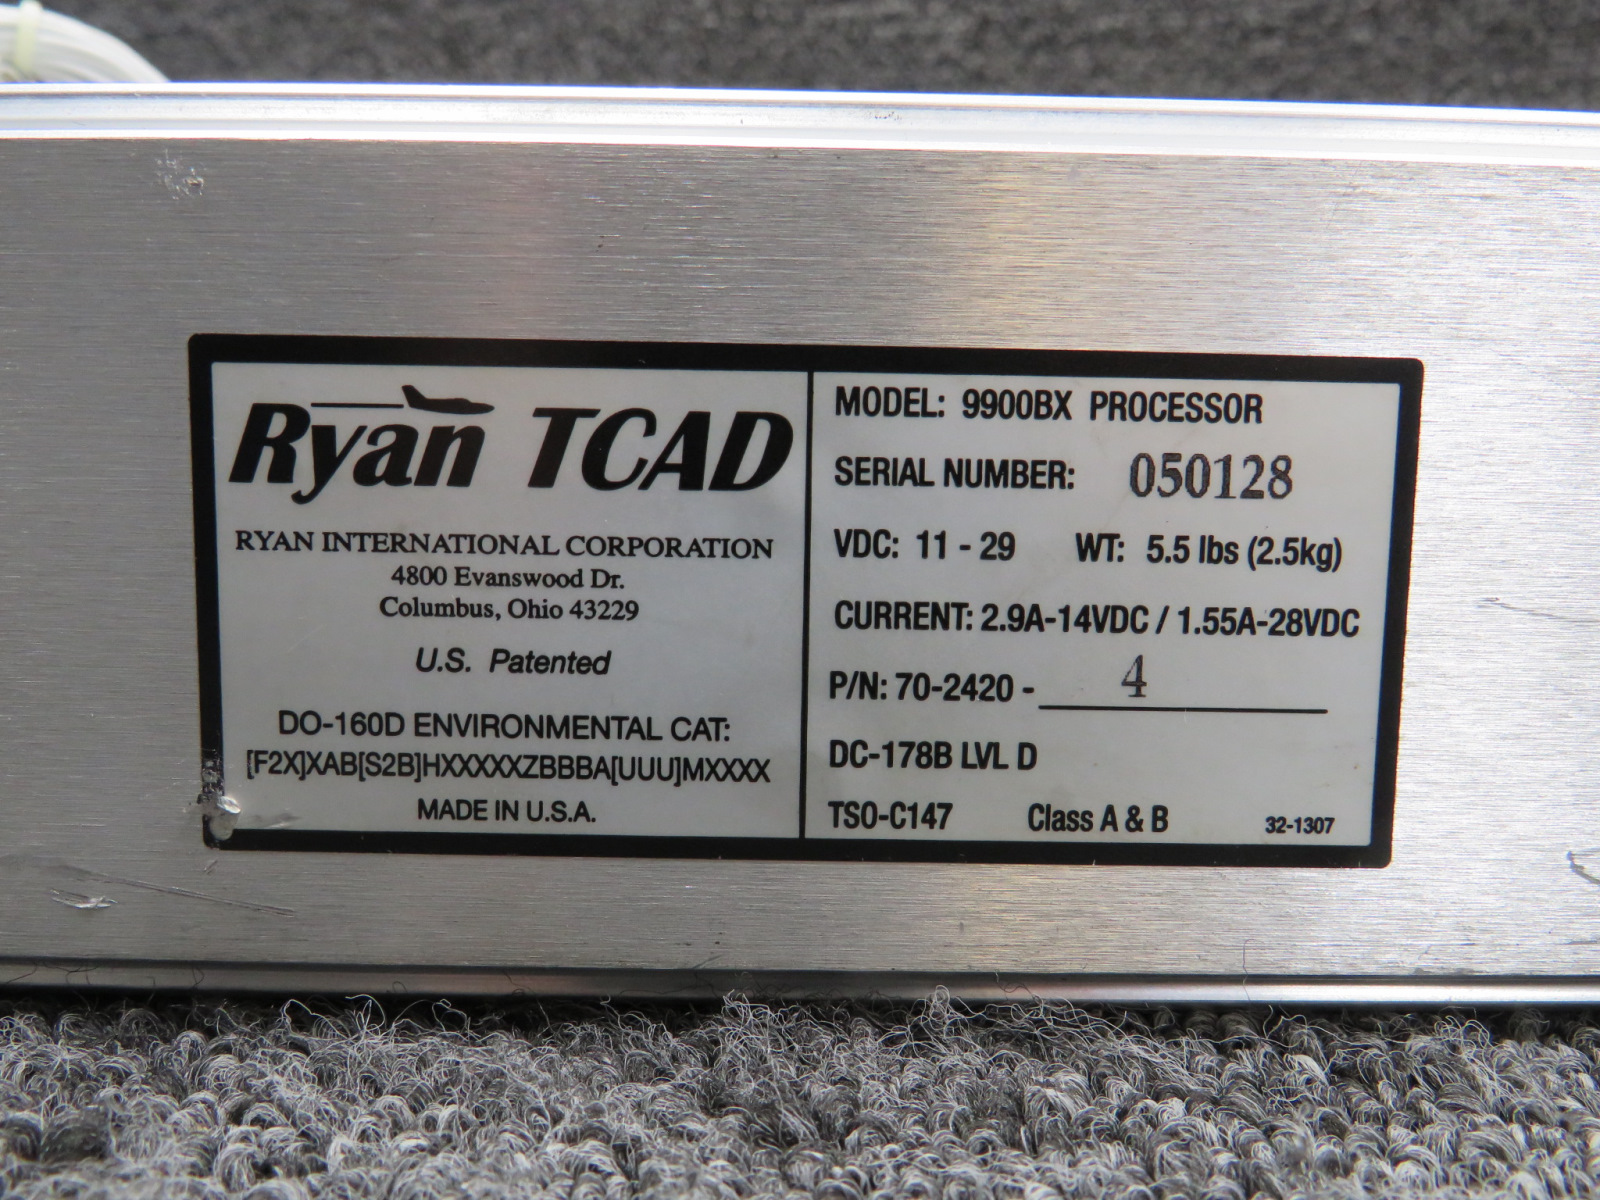 Ryan TCAD
RYAN INTERNATIONAL CORPORATION
4800 Evanswood Dr.
Columbus, Ohio 43229
U.S. Patented
DO-160D ENVIRONMENTAL CAT:
[F2X]XAB[S2B]HXXXXXZBBBA[UUU]MXXXX
MADE IN U.S.A.
MODEL: 9900BX PROCESSOR
SERIAL NUMBER: 050128
VDC: 11 - 29 WT: 5.5 lbs (2.5kg)
CURRENT: 2.9A-14VDC / 1.55A-28VDC
P/N: 70-2420 - 4
DC-178B LVL D
TSO-C147 Class A & B 32-1307